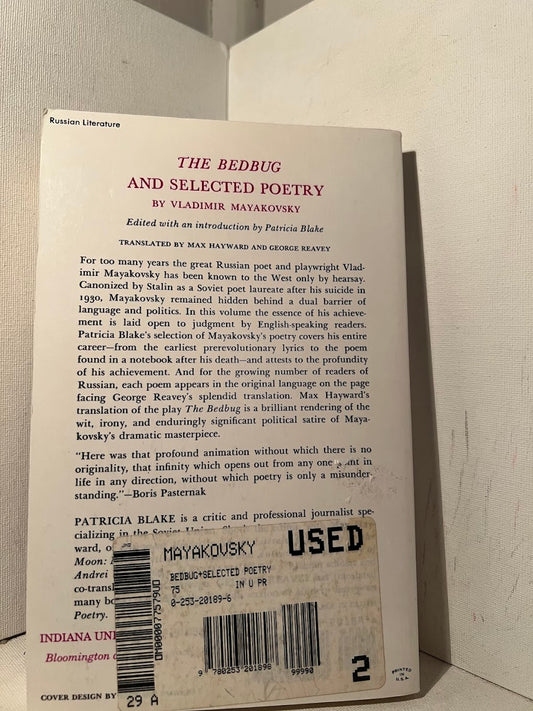 Russian Literature
THE BEDBUG
AND SELECTED POETRY
BY VLADIMIR MAYAKOVSKY
Edited with an introduction by Patricia Blake
TRANSLATED BY MAX HAYWARD AND GEORGE REAVEY
For too many years the great Russian poet and playwright Vlad-
imir Mayakovsky has been known to the West only by hearsay.
Canonized by Stalin as a Soviet poet laureate after his suicide in
1930, Mayakovsky remained hidden behind a dual barrier of
language and politics. In this volume the essence of his achieve-
ment is laid open to judgment by English-speaking readers.
Patricia Blake's selection of Mayakovsky's poetry covers his entire
career—from the earliest prerevolutionary lyrics to the poem
found in a notebook after his death—and attests to the profundity
of his achievement. And for the growing number of readers of
Russian, each poem appears in the original language on the page
facing George Reavey's splendid translation. Max Hayward's
translation of the play The Bedbug is a brilliant rendering of the
wit, irony, and enduringly significant political satire of Maya-
kovsky's dramatic masterpiece.
"Here was that profound animation without which there is no
originality, that infinity which opens out from any one in
life in any direction, without which poetry is only a misunder-
standing."—Boris Pasternak
PATRICIA BLAKE is a critic and professional journalist spe-
cializing in the Soviet Union.
ward,
Moon:
Andrei
co-trans
many bo
Poetry.
MAYAKOVSKY USED
BEDBUG+SELECTED POETRY
75 IN U PR
0-253-20189-6
DM000077579UD
9 780253 201898 99990
29 A
2
INDIANA UNI
Bloomington
COVER DESIGN BY
PRINTED
IN
U.S.A.